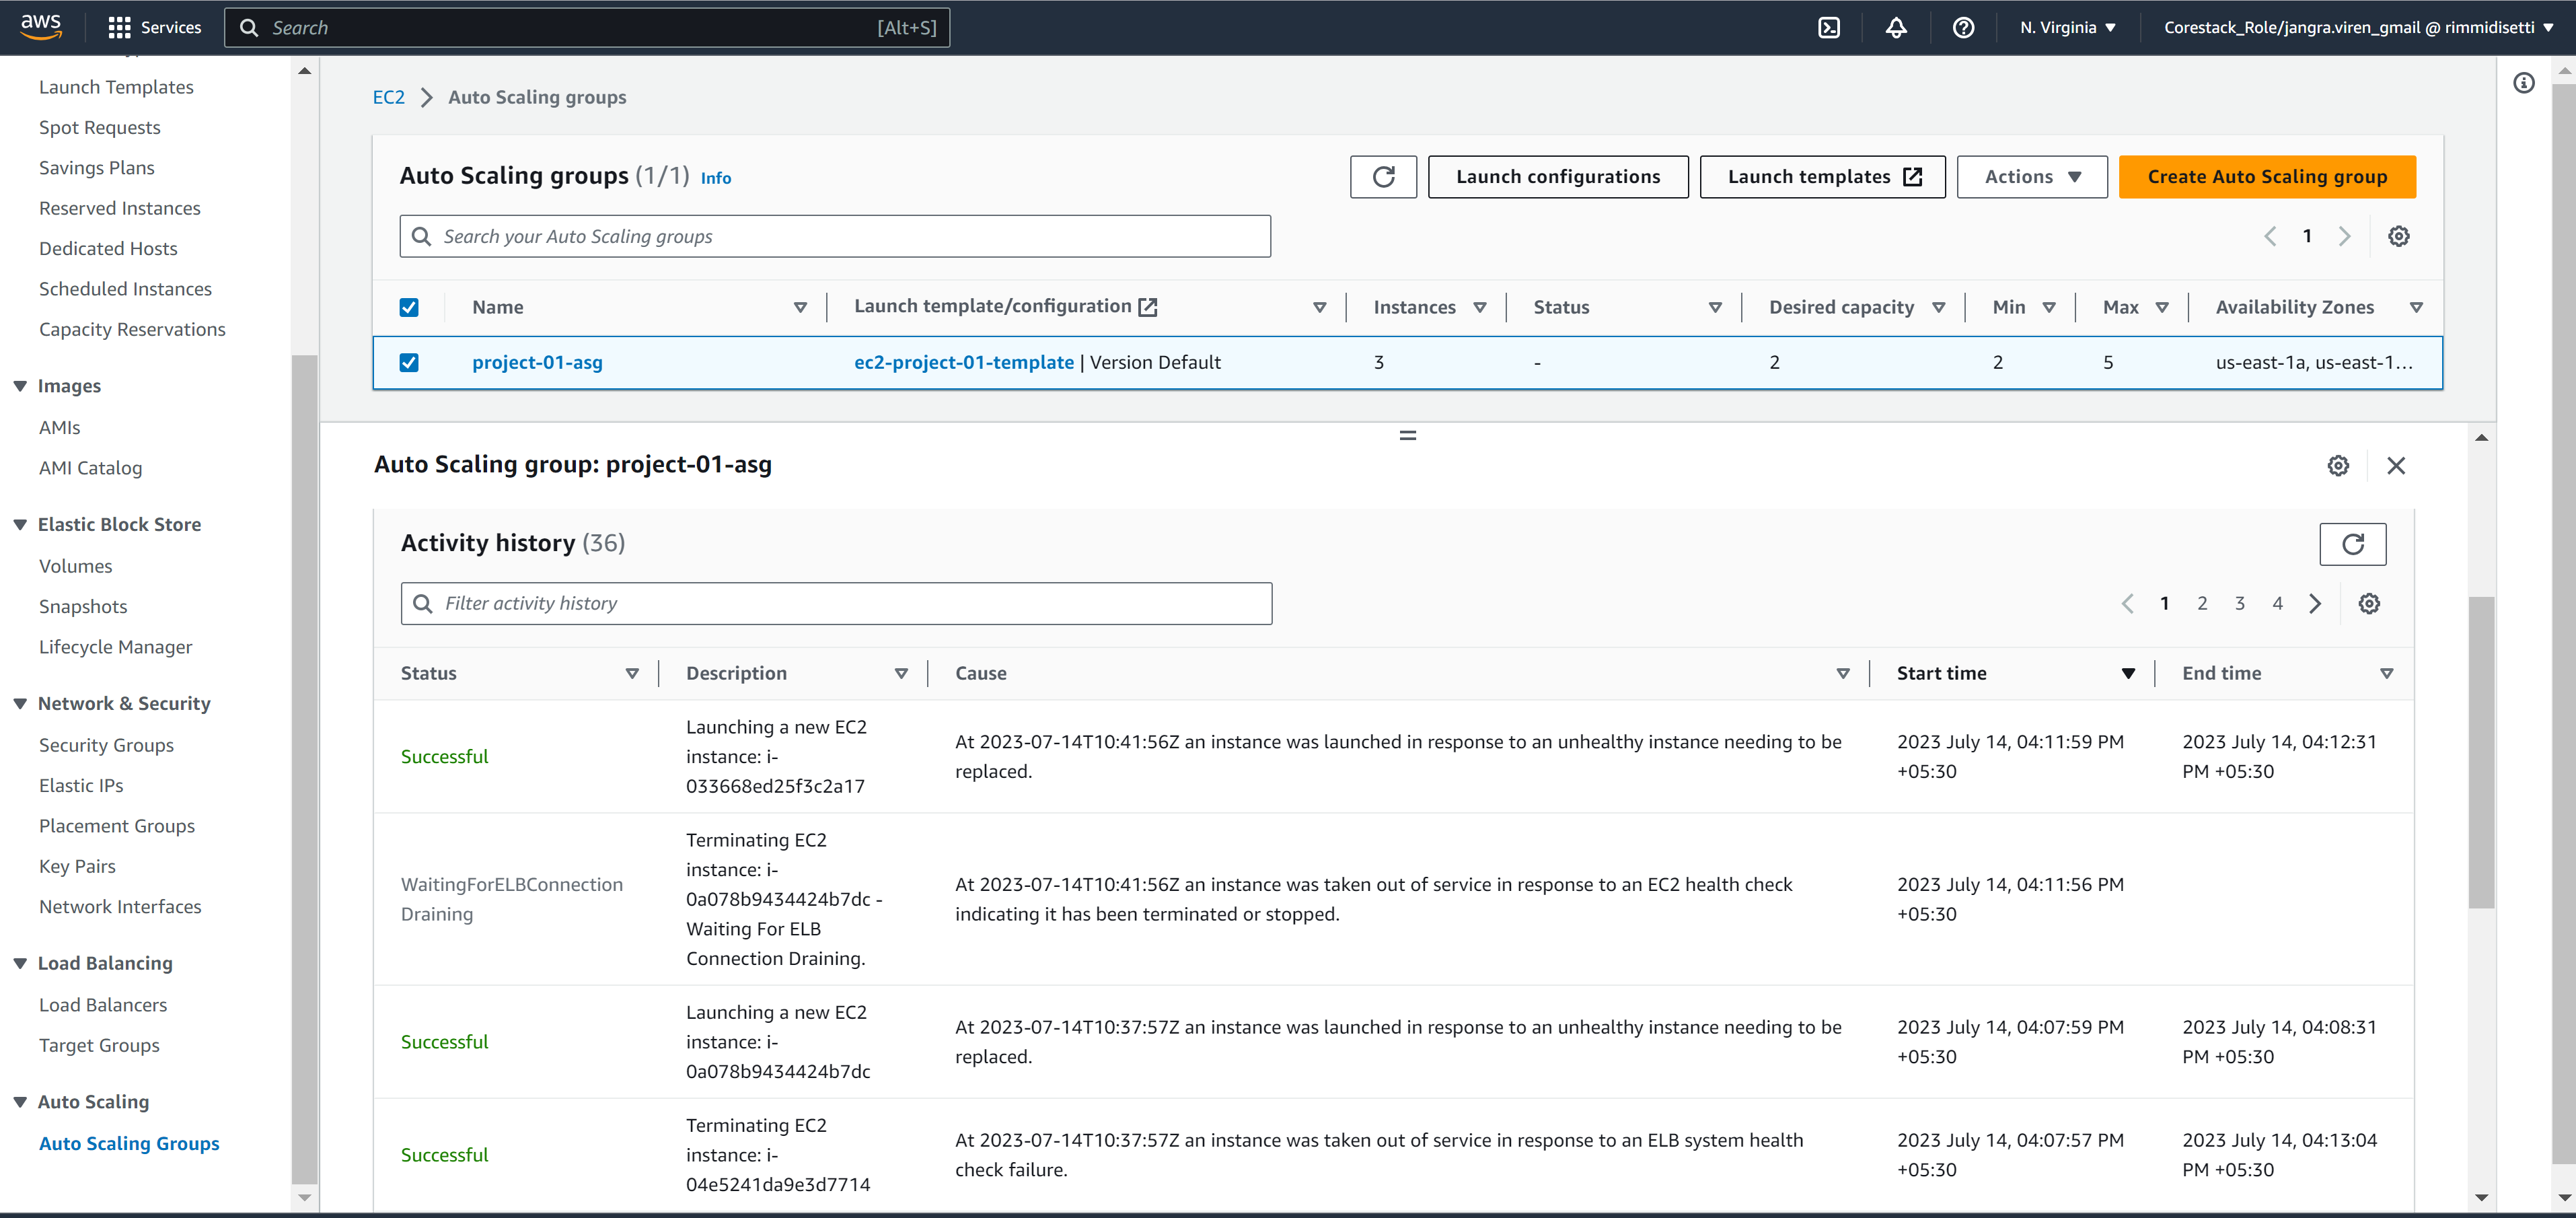 aws
Services
Search
[Alt+S]
N. Virginia
Corestack_Role/jangra.viren_gmail @ rimmidisetti
Launch Templates
Spot Requests
Savings Plans
Reserved Instances
Dedicated Hosts
Scheduled Instances
Capacity Reservations
Images
AMIs
AMI Catalog
Elastic Block Store
Volumes
Snapshots
Lifecycle Manager
Network & Security
Security Groups
Elastic IPs
Placement Groups
Key Pairs
Network Interfaces
Load Balancing
Load Balancers
Target Groups
Auto Scaling
Auto Scaling Groups
EC2 > Auto Scaling groups
Auto Scaling groups (1/1) Info
Launch configurations
Launch templates
Actions
Create Auto Scaling group
Search your Auto Scaling groups
1
Name Launch template/configuration Instances Status Desired capacity Min Max Availability Zones
project-01-asg ec2-project-01-template | Version Default 3 - 2 2 5 us-east-1a, us-east-1...
Auto Scaling group: project-01-asg
Activity history (36)
Filter activity history
1 2 3 4
Status Description Cause Start time End time
Successful
Launching a new EC2
instance: i-
033668ed25f3c2a17
At 2023-07-14T10:41:56Z an instance was launched in response to an unhealthy instance needing to be
replaced.
2023 July 14, 04:11:59 PM
+05:30
2023 July 14, 04:12:31
PM +05:30
WaitingForELBConnection
Draining
Terminating EC2
instance: i-
0a078b9434424b7dc -
Waiting For ELB
Connection Draining.
At 2023-07-14T10:41:56Z an instance was taken out of service in response to an EC2 health check
indicating it has been terminated or stopped.
2023 July 14, 04:11:56 PM
+05:30
Successful
Launching a new EC2
instance: i-
0a078b9434424b7dc
At 2023-07-14T10:37:57Z an instance was launched in response to an unhealthy instance needing to be
replaced.
2023 July 14, 04:07:59 PM
+05:30
2023 July 14, 04:08:31
PM +05:30
Successful
Terminating EC2
instance: i-
04e5241da9e3d7714
At 2023-07-14T10:37:57Z an instance was taken out of service in response to an ELB system health
check failure.
2023 July 14, 04:07:57 PM
+05:30
2023 July 14, 04:13:04
PM +05:30